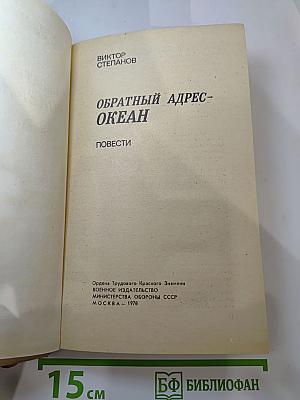 ВИКТОР
СТЕПАНОВ
ОБРАТНЫЙ АДРЕС–
ОКЕАН
ПОВЕСТИ
Ордена Трудового Красного Знамени
ВОЕННОЕ ИЗДАТЕЛЬСТВО
МИНИСТЕРСТВА ОБОРОНЫ СССР
МОСКВА — 1978
15 см
БФ БИБЛИОФАН